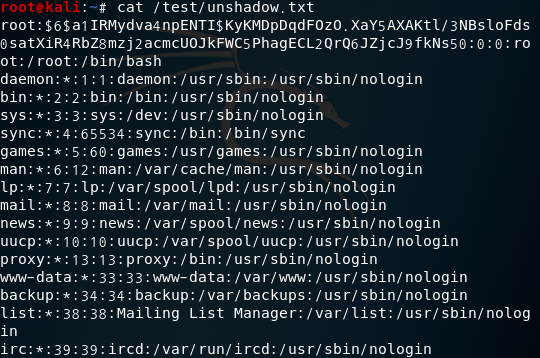 root@kali:~# cat /test/unshadow.txt
root:$6$a1IRMydva4npENTI$KyKMDpDqdFOzO.XaY5AXAKtl/3NBsloFds
0satXiR4RbZ8mzj2acmcUOJkFWC5PhagECL2QrQ6JZjcJ9fkNs50:0:0:ro
ot:/root:/bin/bash
daemon:*:1:1:daemon:/usr/sbin:/usr/sbin/nologin
bin:*:2:2:bin:/bin:/usr/sbin/nologin
sys:*:3:3:sys:/dev:/usr/sbin/nologin
sync:*:4:65534:sync:/bin:/bin/sync
games:*:5:60:games:/usr/games:/usr/sbin/nologin
man:*:6:12:man:/var/cache/man:/usr/sbin/nologin
lp:*:7:7:lp:/var/spool/lpd:/usr/sbin/nologin
mail:*:8:8:mail:/var/mail:/usr/sbin/nologin
news:*:9:9:news:/var/spool/news:/usr/sbin/nologin
uucp:*:10:10:uucp:/var/spool/uucp:/usr/sbin/nologin
proxy:*:13:13:proxy:/bin:/usr/sbin/nologin
www-data:*:33:33:www-data:/var/www:/usr/sbin/nologin
backup:*:34:34:backup:/var/backups:/usr/sbin/nologin
list:*:38:38:Mailing List Manager:/var/list:/usr/sbin/nolog
in
irc:*:39:39:ircd:/var/run/ircd:/usr/sbin/nologin